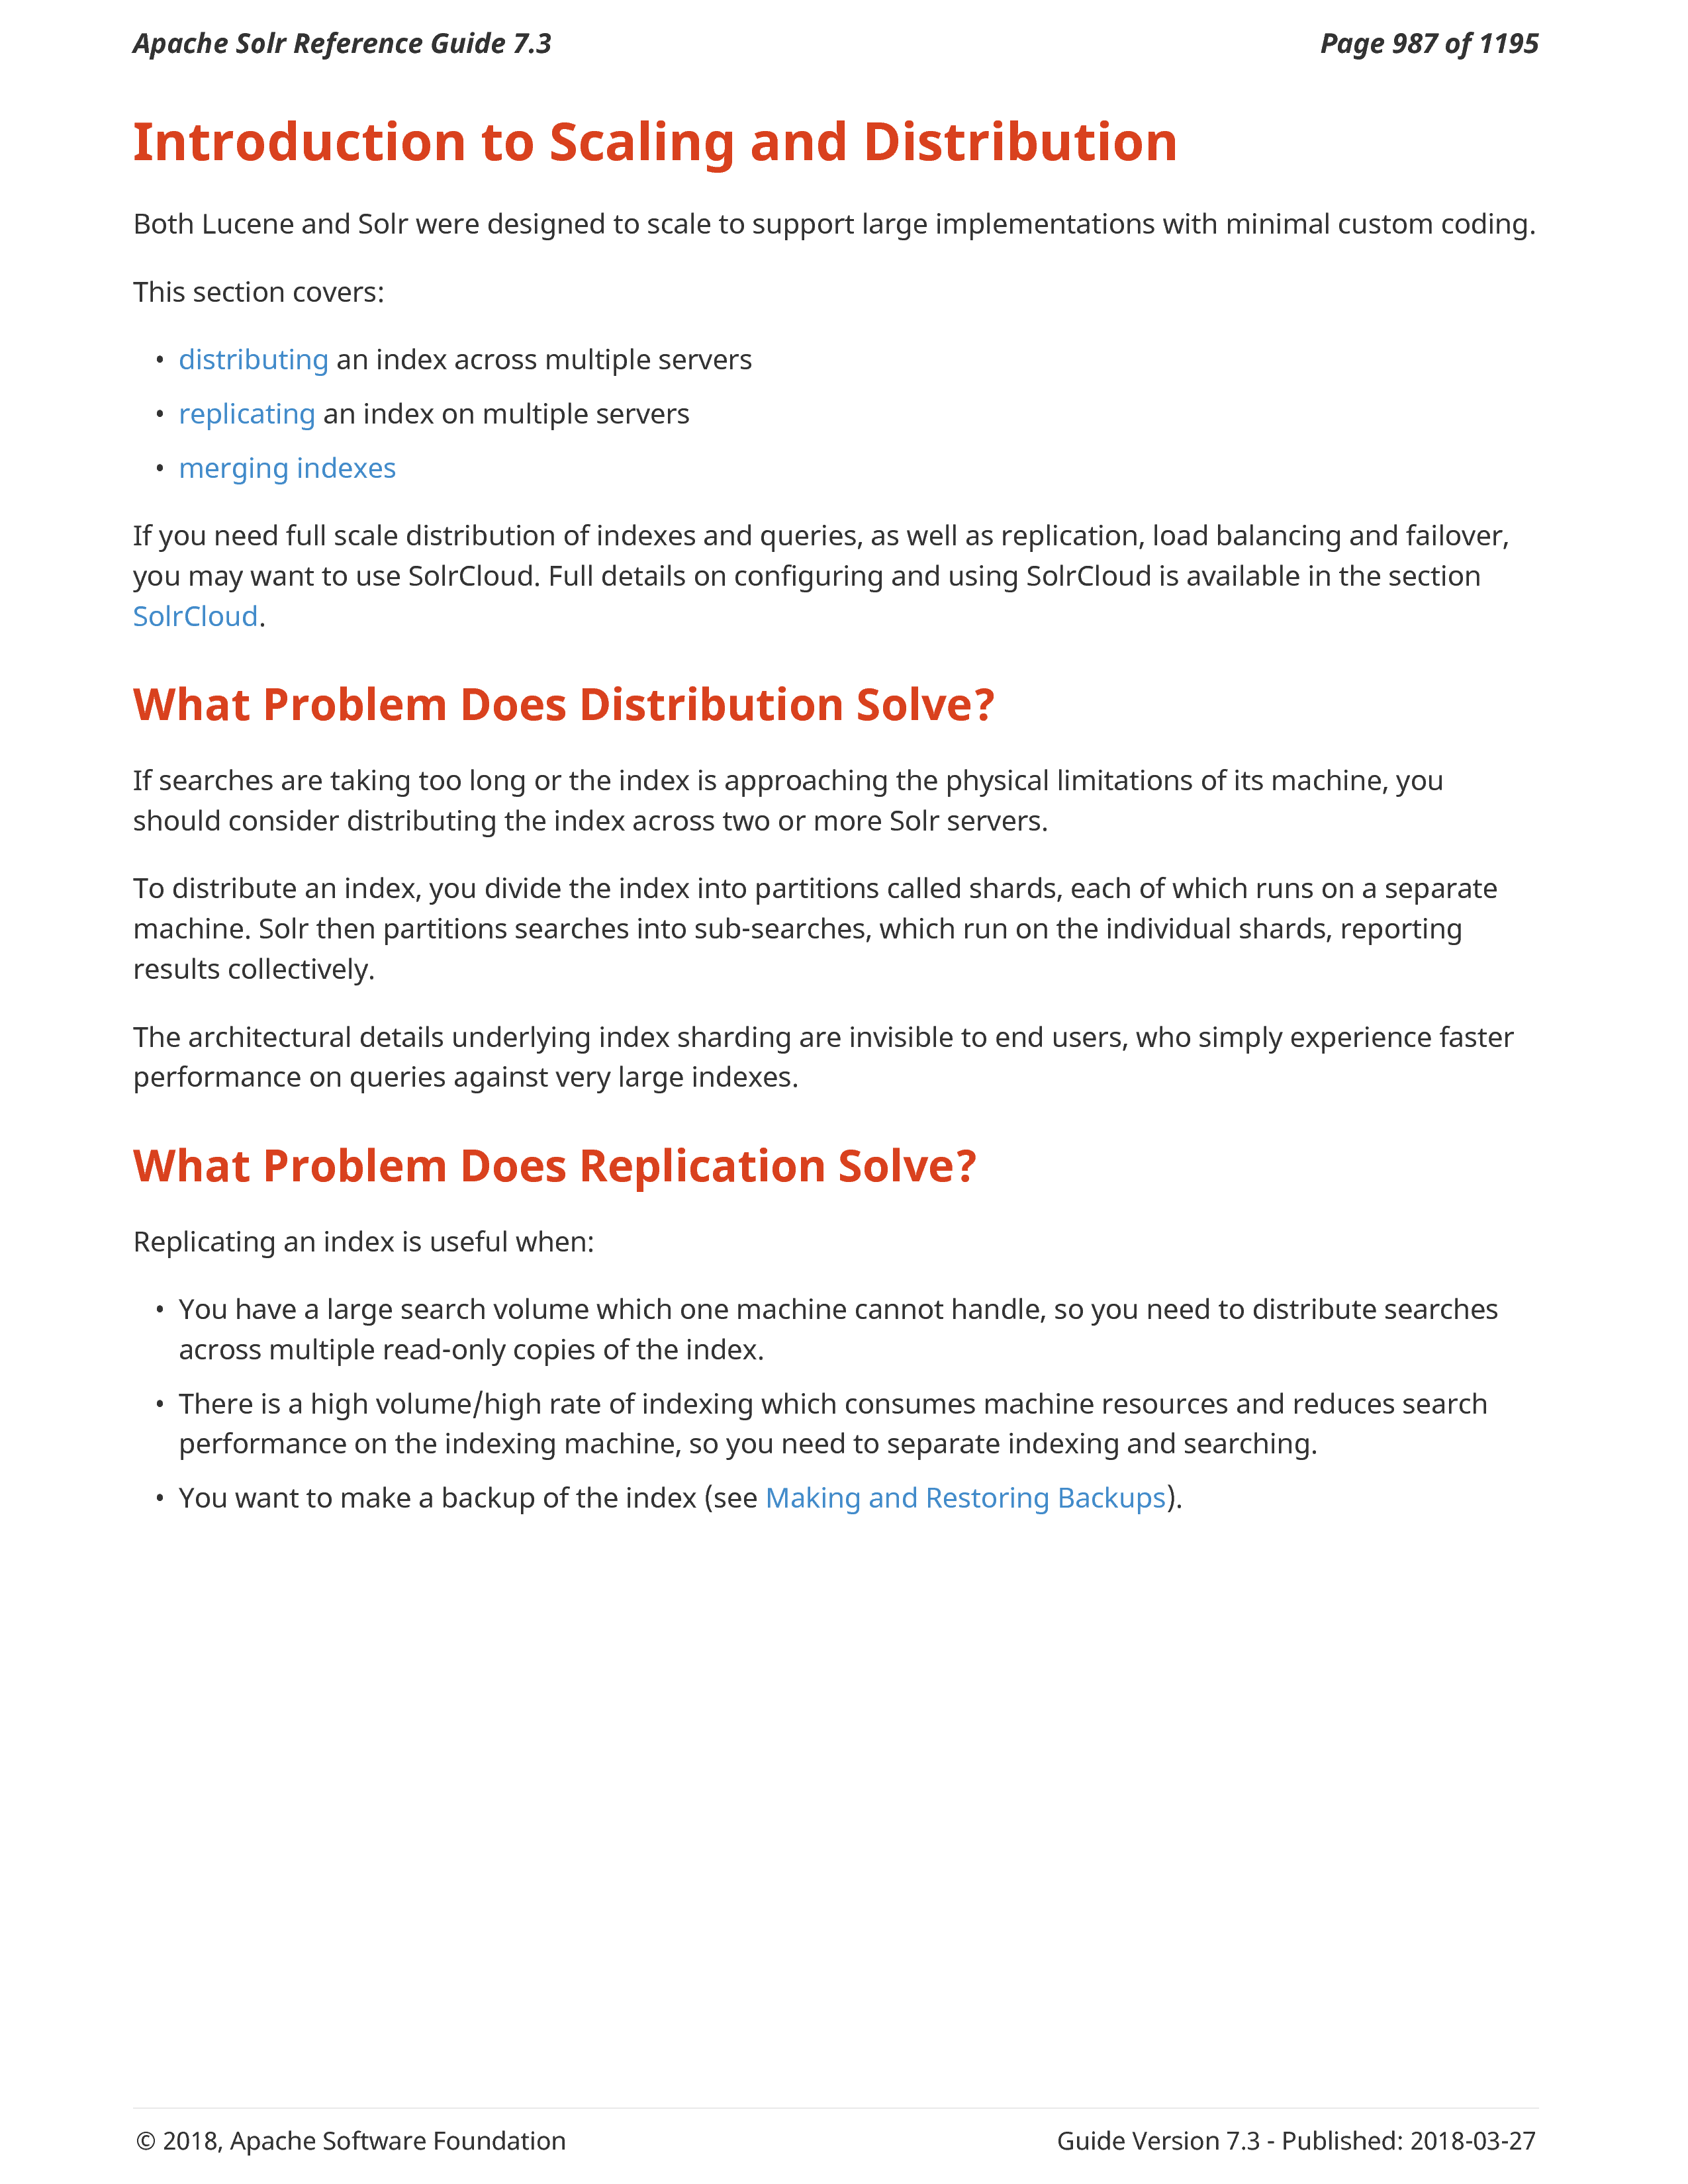 Apache Solr Reference Guide 7.3
Page 987 of 1195
Introduction to Scaling and Distribution
Both Lucene and Solr were designed to scale to support large implementations with minimal custom coding.
This section covers:
• distributing an index across multiple servers
• replicating an index on multiple servers
• merging indexes
If you need full scale distribution of indexes and queries, as well as replication, load balancing and failover,
you may want to use SolrCloud. Full details on configuring and using SolrCloud is available in the section
SolrCloud.
What Problem Does Distribution Solve?
If searches are taking too long or the index is approaching the physical limitations of its machine, you
should consider distributing the index across two or more Solr servers.
To distribute an index, you divide the index into partitions called shards, each of which runs on a separate
machine. Solr then partitions searches into sub-searches, which run on the individual shards, reporting
results collectively.
The architectural details underlying index sharding are invisible to end users, who simply experience faster
performance on queries against very large indexes.
What Problem Does Replication Solve?
Replicating an index is useful when:
• You have a large search volume which one machine cannot handle, so you need to distribute searches
across multiple read-only copies of the index.
• There is a high volume/high rate of indexing which consumes machine resources and reduces search
performance on the indexing machine, so you need to separate indexing and searching.
• You want to make a backup of the index (see Making and Restoring Backups).
© 2018, Apache Software Foundation
Guide Version 7.3 - Published: 2018-03-27